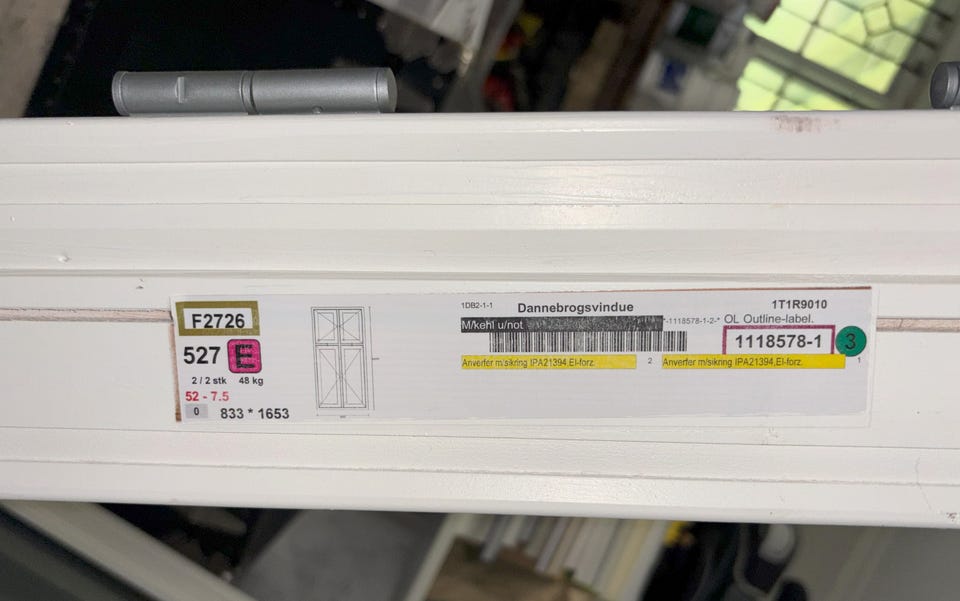 F2726
527 E
2 / 2 stk 48 kg
52 - 7.5
0 833 * 1653
1DB2-1-1 Dannebrogsvindue 1T1R9010
M/kehl u/not *-1118578-1-2-* OL Outline-label.
1118578-1 3
Anverfer m/sikring IPA21394,El-forz. 2 Anverfer m/sikring IPA21394,El-forz. 1